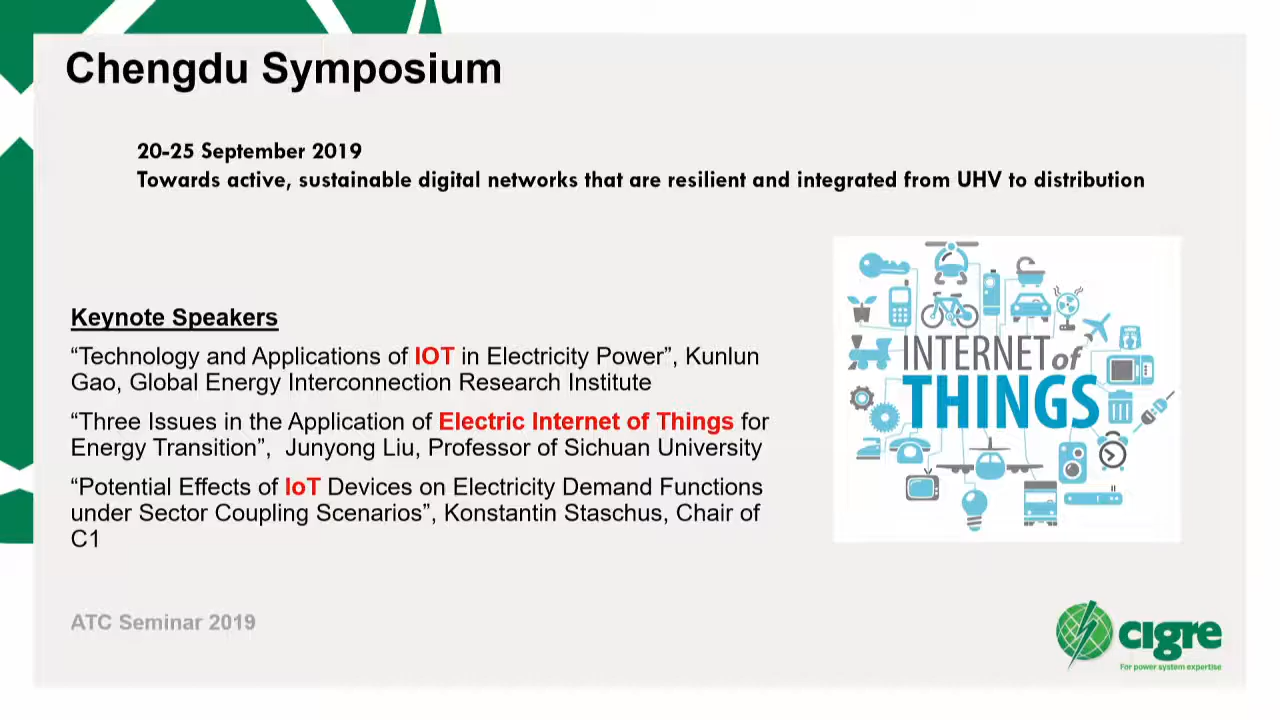 Chengdu Symposium
20-25 September 2019
Towards active, sustainable digital networks that are resilient and integrated from UHV to distribution
Keynote Speakers
“Technology and Applications of IOT in Electricity Power”, Kunlun
Gao, Global Energy Interconnection Research Institute
“Three Issues in the Application of Electric Internet of Things for
Energy Transition”, Junyong Liu, Professor of Sichuan University
“Potential Effects of IoT Devices on Electricity Demand Functions
under Sector Coupling Scenarios”, Konstantin Staschus, Chair of
C1
INTERNET of
THINGS
ATC Seminar 2019
cigre
For power system expertise